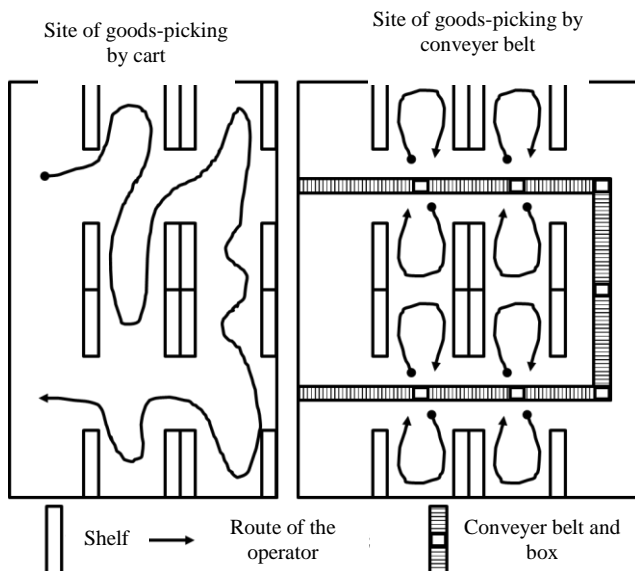 Site of goods-picking
by cart
Site of goods-picking by
conveyer belt
Shelf
Route of the
operator
Conveyer belt and
box